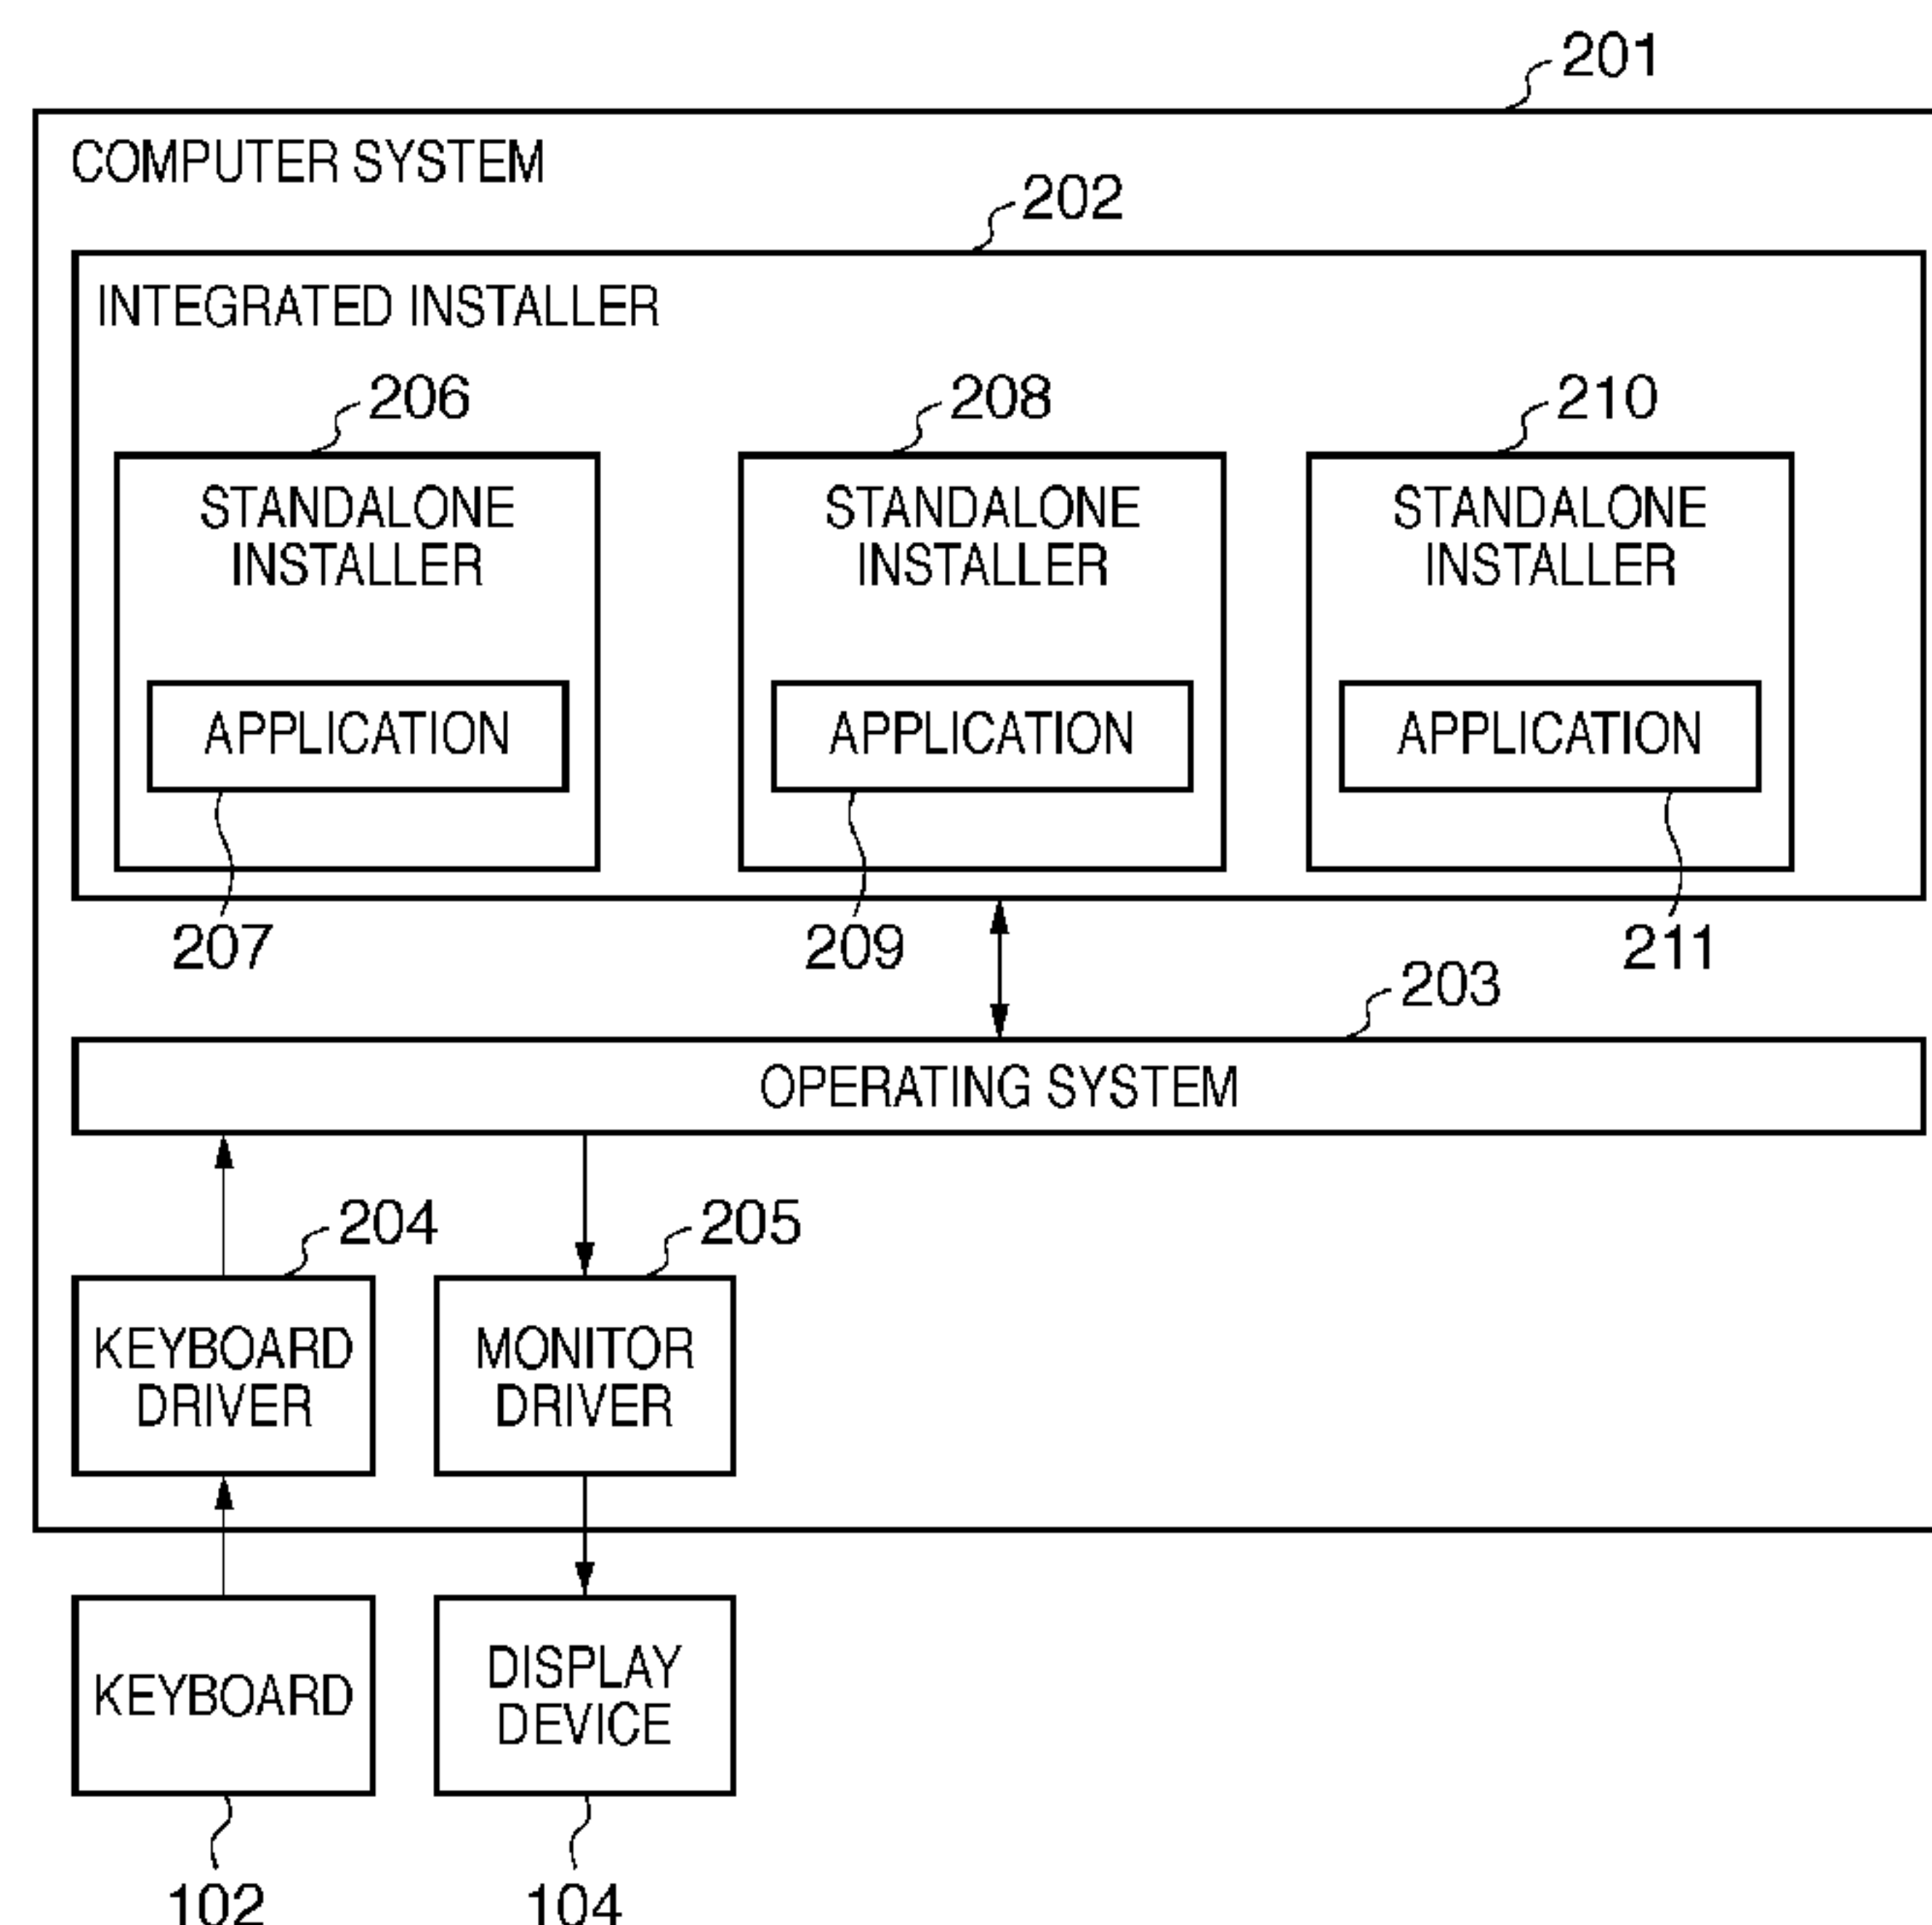 201
COMPUTER SYSTEM
202
INTEGRATED INSTALLER
206
208
210
STANDALONE
INSTALLER
STANDALONE
INSTALLER
STANDALONE
INSTALLER
APPLICATION
APPLICATION
APPLICATION
207
209
211
203
OPERATING SYSTEM
204
205
KEYBOARD
DRIVER
MONITOR
DRIVER
KEYBOARD
DISPLAY
DEVICE
102
104